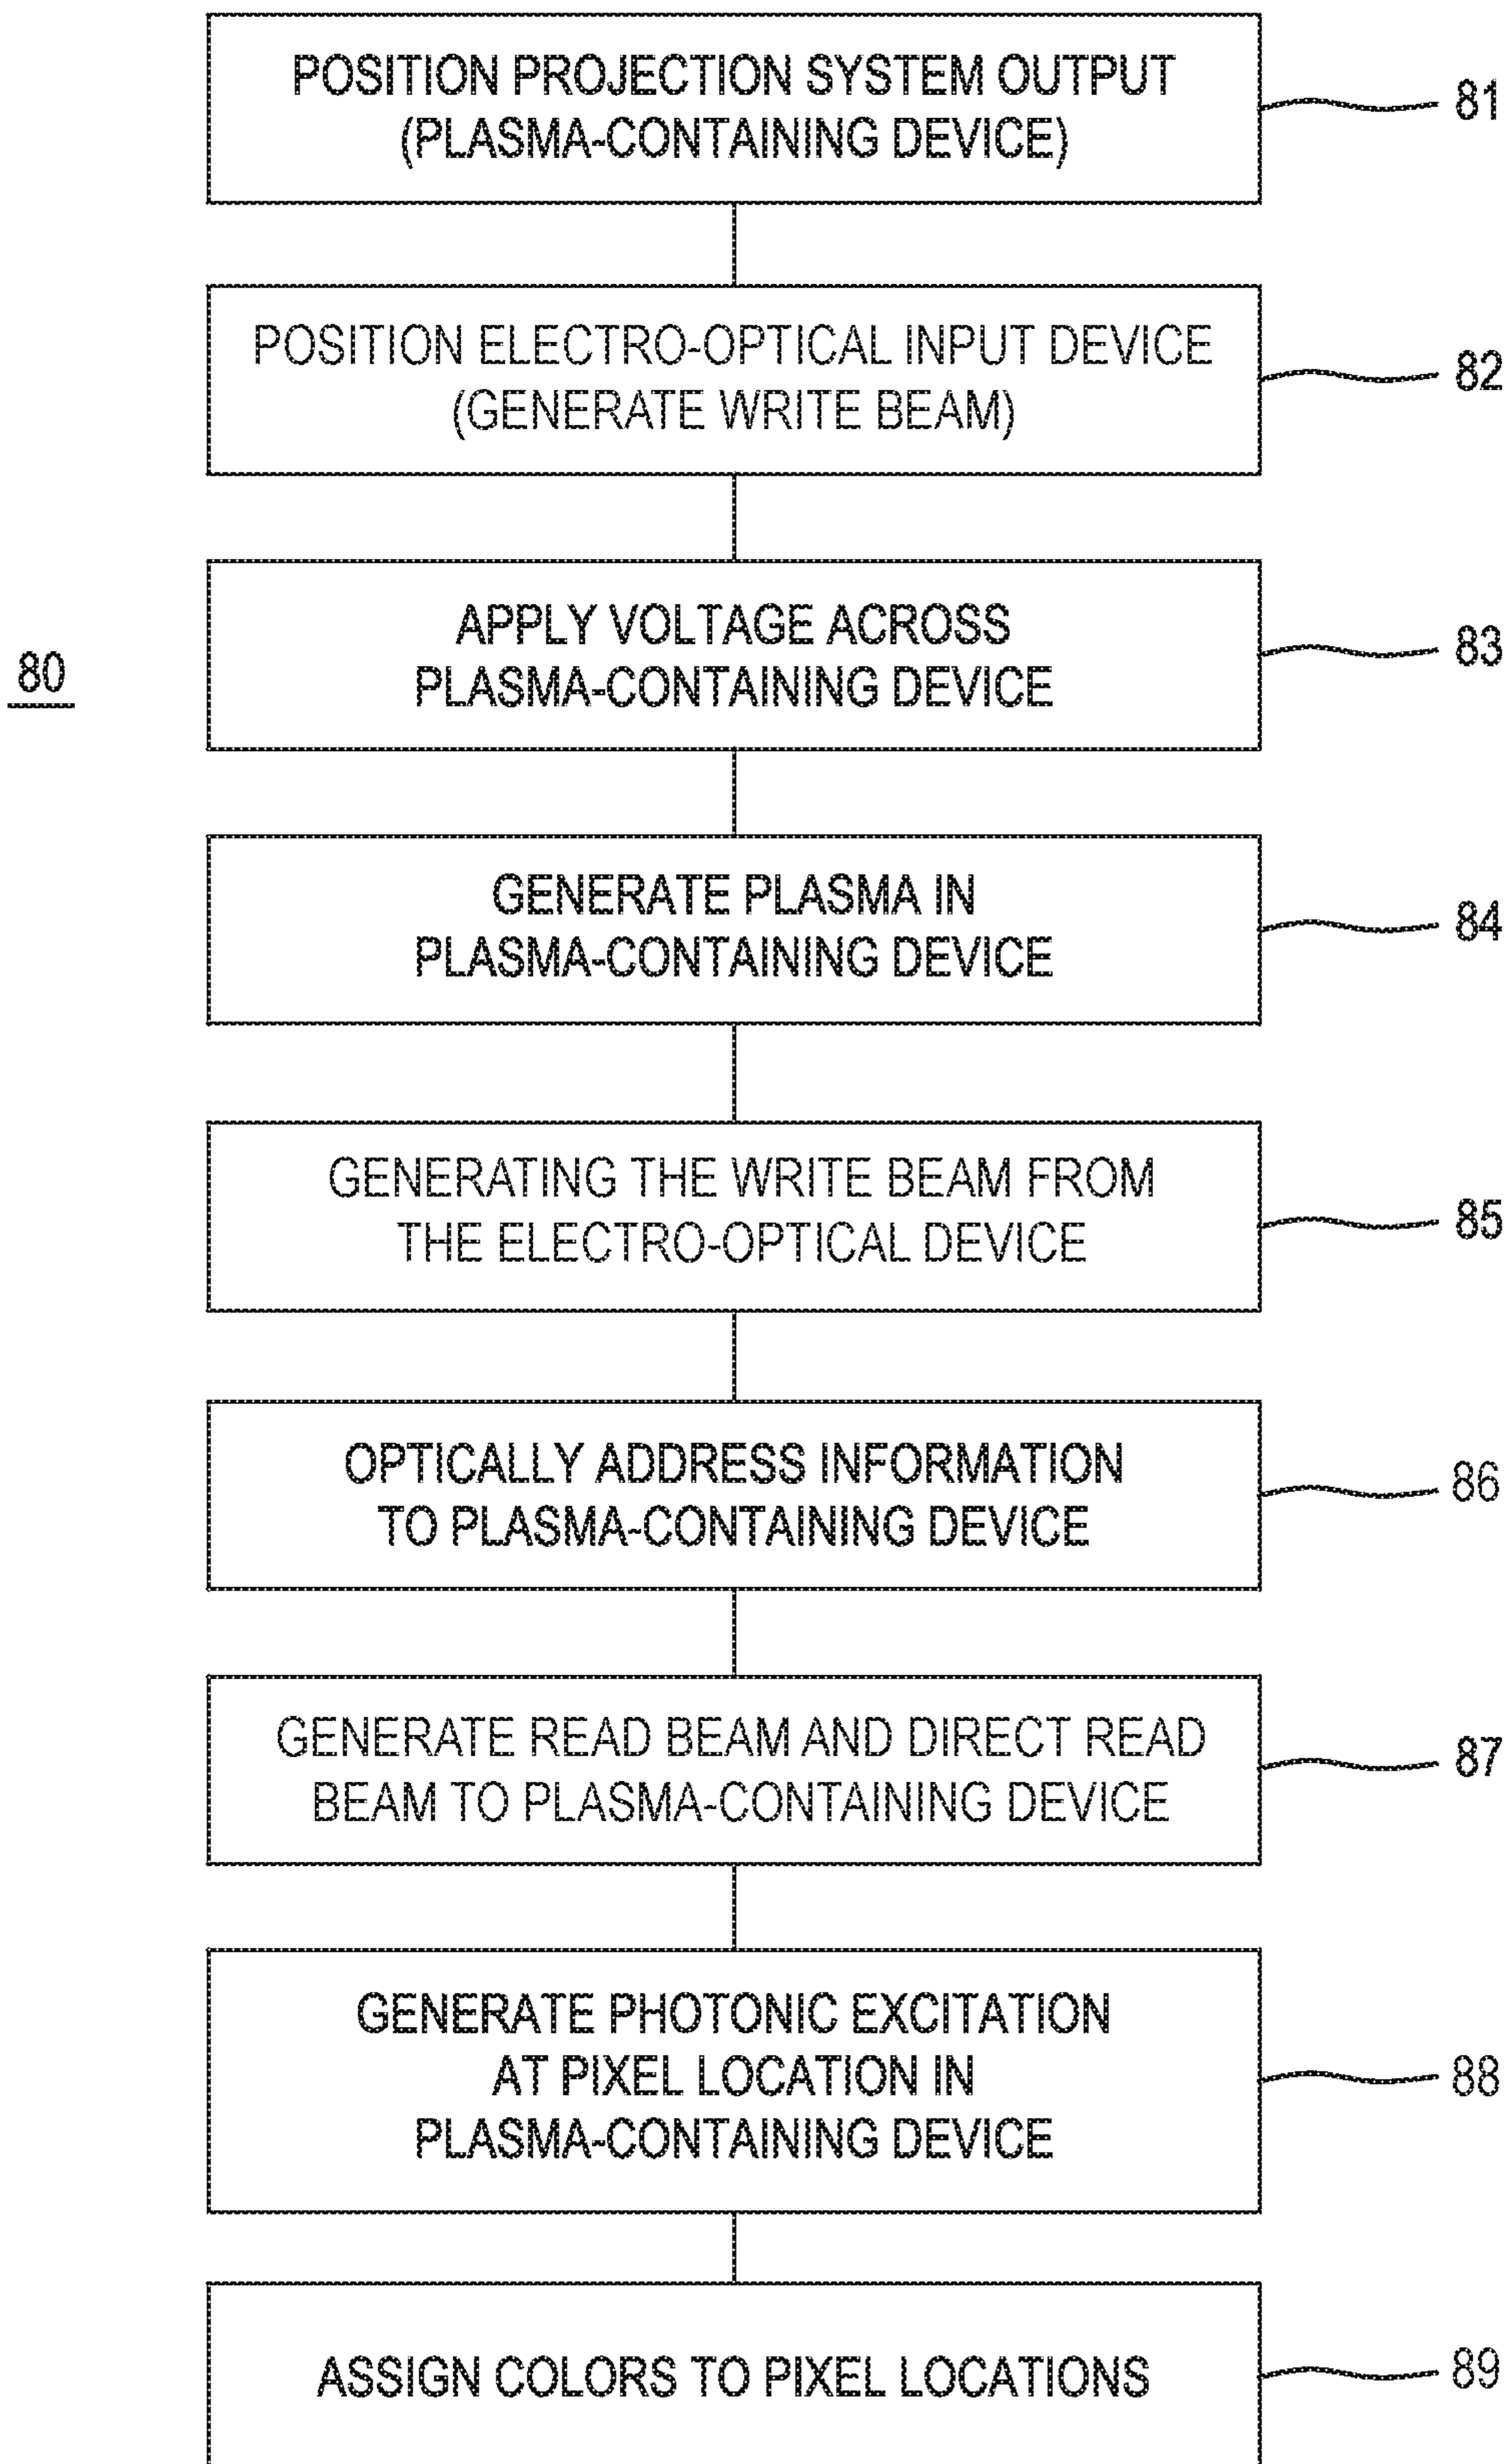 POSITION PROJECTION SYSTEM OUTPUT
(PLASMA-CONTAINING DEVICE)
81
POSITION ELECTRO-OPTICAL INPUT DEVICE
(GENERATE WRITE BEAM)
82
APPLY VOLTAGE ACROSS
PLASMA-CONTAINING DEVICE
83
80
GENERATE PLASMA IN
PLASMA-CONTAINING DEVICE
84
GENERATING THE WRITE BEAM FROM
THE ELECTRO-OPTICAL DEVICE
85
OPTICALLY ADDRESS INFORMATION
TO PLASMA-CONTAINING DEVICE
86
GENERATE READ BEAM AND DIRECT READ
BEAM TO PLASMA-CONTAINING DEVICE
87
GENERATE PHOTONIC EXCITATION
AT PIXEL LOCATION IN
PLASMA-CONTAINING DEVICE
88
ASSIGN COLORS TO PIXEL LOCATIONS
89